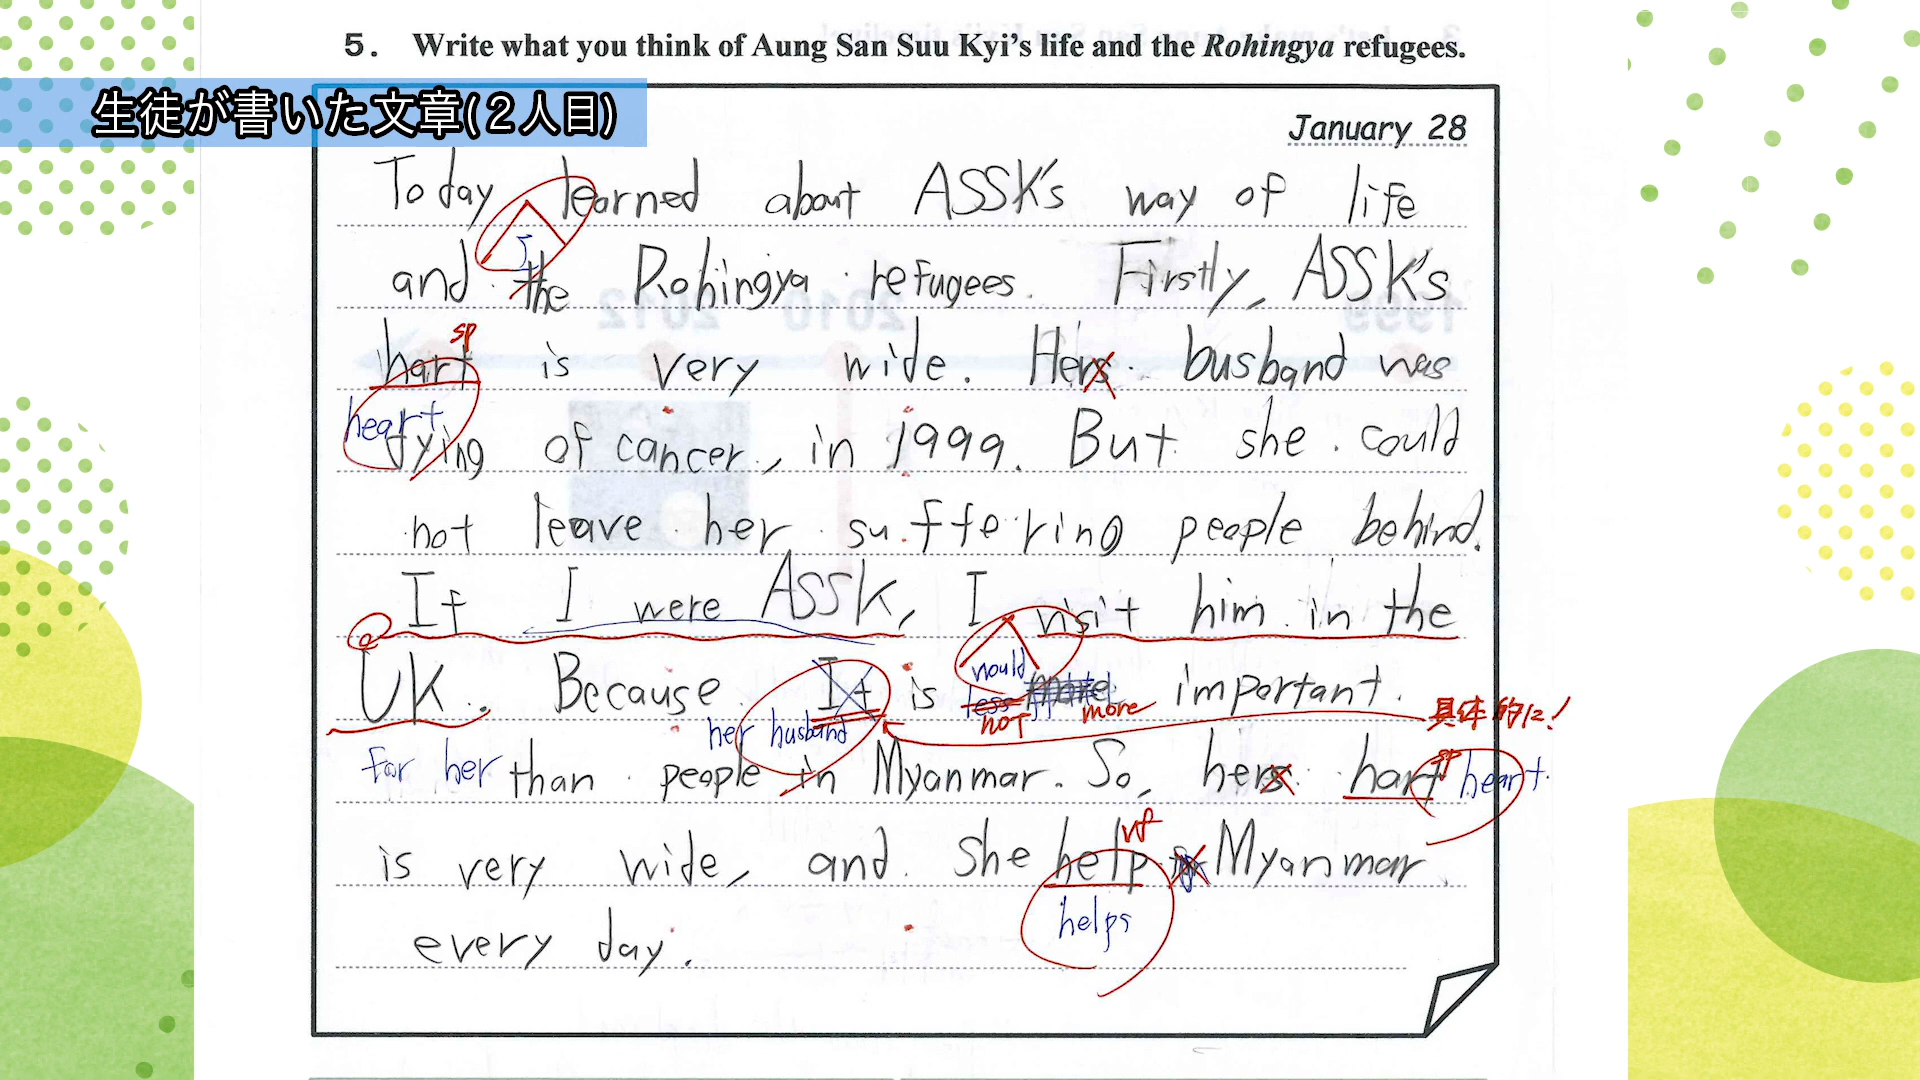 5. Write what you think of Aung San Suu Kyi's life and the Rohingya refugees.
生徒が書いた文章(２人目)
January 28
Today learned about ASSK's way of life
I
and the Rohingya refugees. Firstly, ASSK's
sp
hart is very wide. Hers busband was
heart
dying of cancer, in 1999. But she could
not leave her suffering people behind.
If I were ASSK, I visit him in the
would
UK. Because It is less more important.
her husband not more 具体的に!
for her than people in Myanmar. So, hers hart sp heart
vf
is very wide, and she help Myanmar
helps
every day.